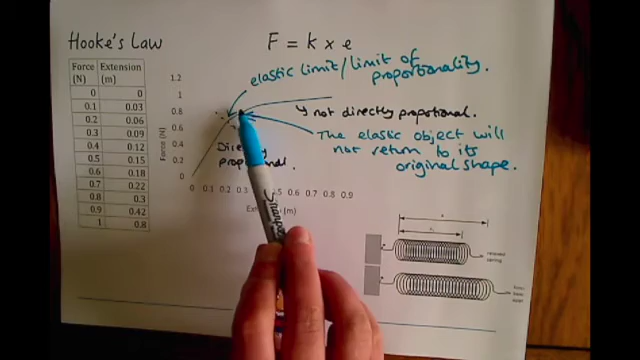 Hooke's Law
F = k x e
Force (N) Extension (m)
0 0
0.1 0.03
0.2 0.06
0.3 0.09
0.4 0.12
0.5 0.15
0.6 0.18
0.7 0.22
0.8 0.3
0.9 0.42
1 0.8
elastic limit/limit of
proportionality.
not directly proportional.
The elastic object will
not return to its
original shape.
Force (N)
1.2
1
0.8
0.6
0.4
0.2
0
proportional.
0 0.1 0.2 0.3 0.5 0.6 0.7 0.8 0.9
(m)
Sharpie